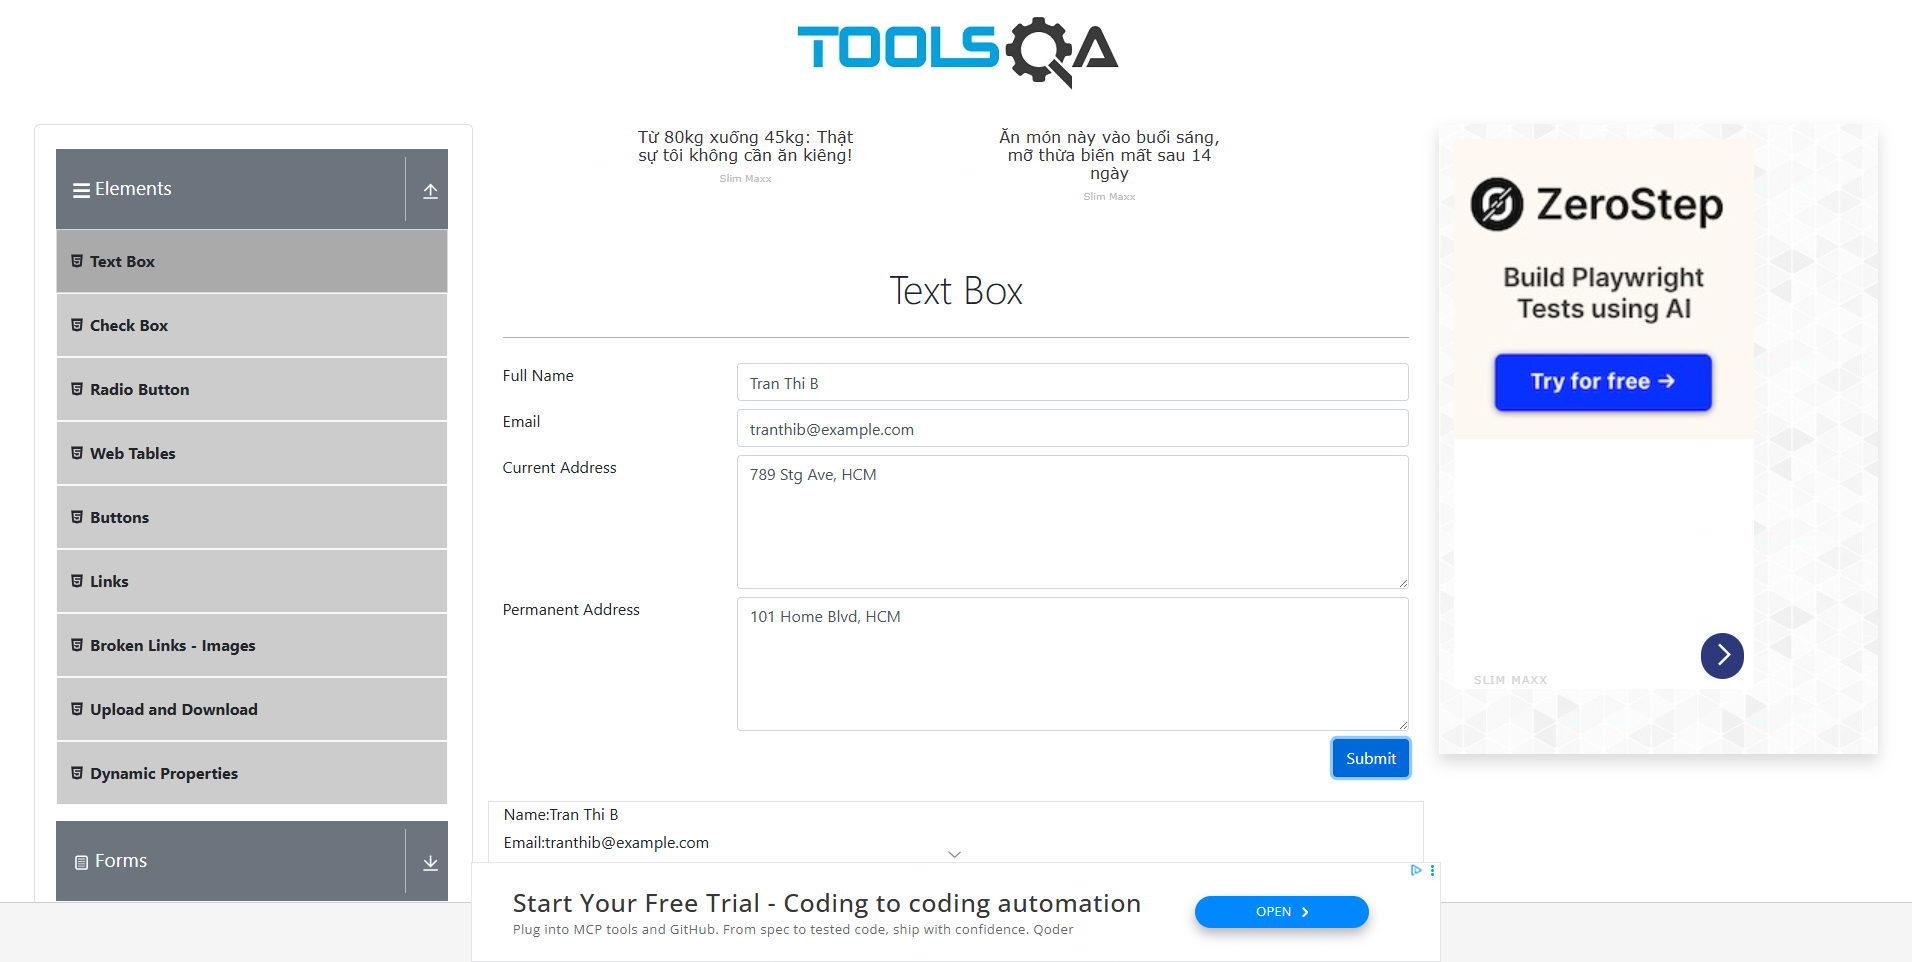 TOOLSQA
Elements
Text Box
Check Box
Radio Button
Web Tables
Buttons
Links
Broken Links - Images
Upload and Download
Dynamic Properties
Forms
Từ 80kg xuống 45kg: Thật
sự tôi không cần ăn kiêng!
Slim Maxx
Ăn món này vào buổi sáng,
mỡ thừa biến mất sau 14
ngày
Slim Maxx
Text Box
Full Name
Tran Thi B
Email
tranthib@example.com
Current Address
789 Stg Ave, HCM
Permanent Address
101 Home Blvd, HCM
Submit
Name:Tran Thi B
Email:tranthib@example.com
Start Your Free Trial - Coding to coding automation
Plug into MCP tools and GitHub. From spec to tested code, ship with confidence. Qoder
OPEN
ZeroStep
Build Playwright
Tests using AI
Try for free →
SLIM MAXX